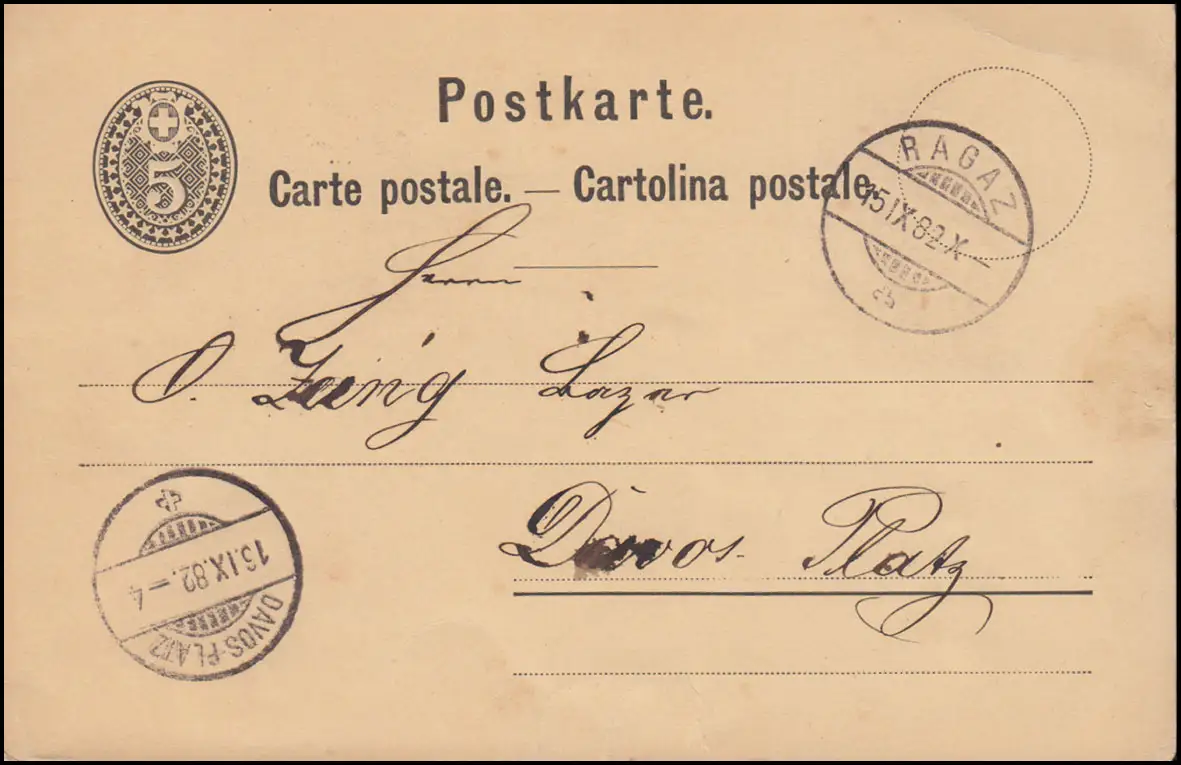 Postkarte.
5
Carte postale. — Cartolina postale.
RAGAZ
15.IX.82.X—
Herrn
O. Lazar
Davos Platz
15.IX.82.—4
DAVOS-PLATZ